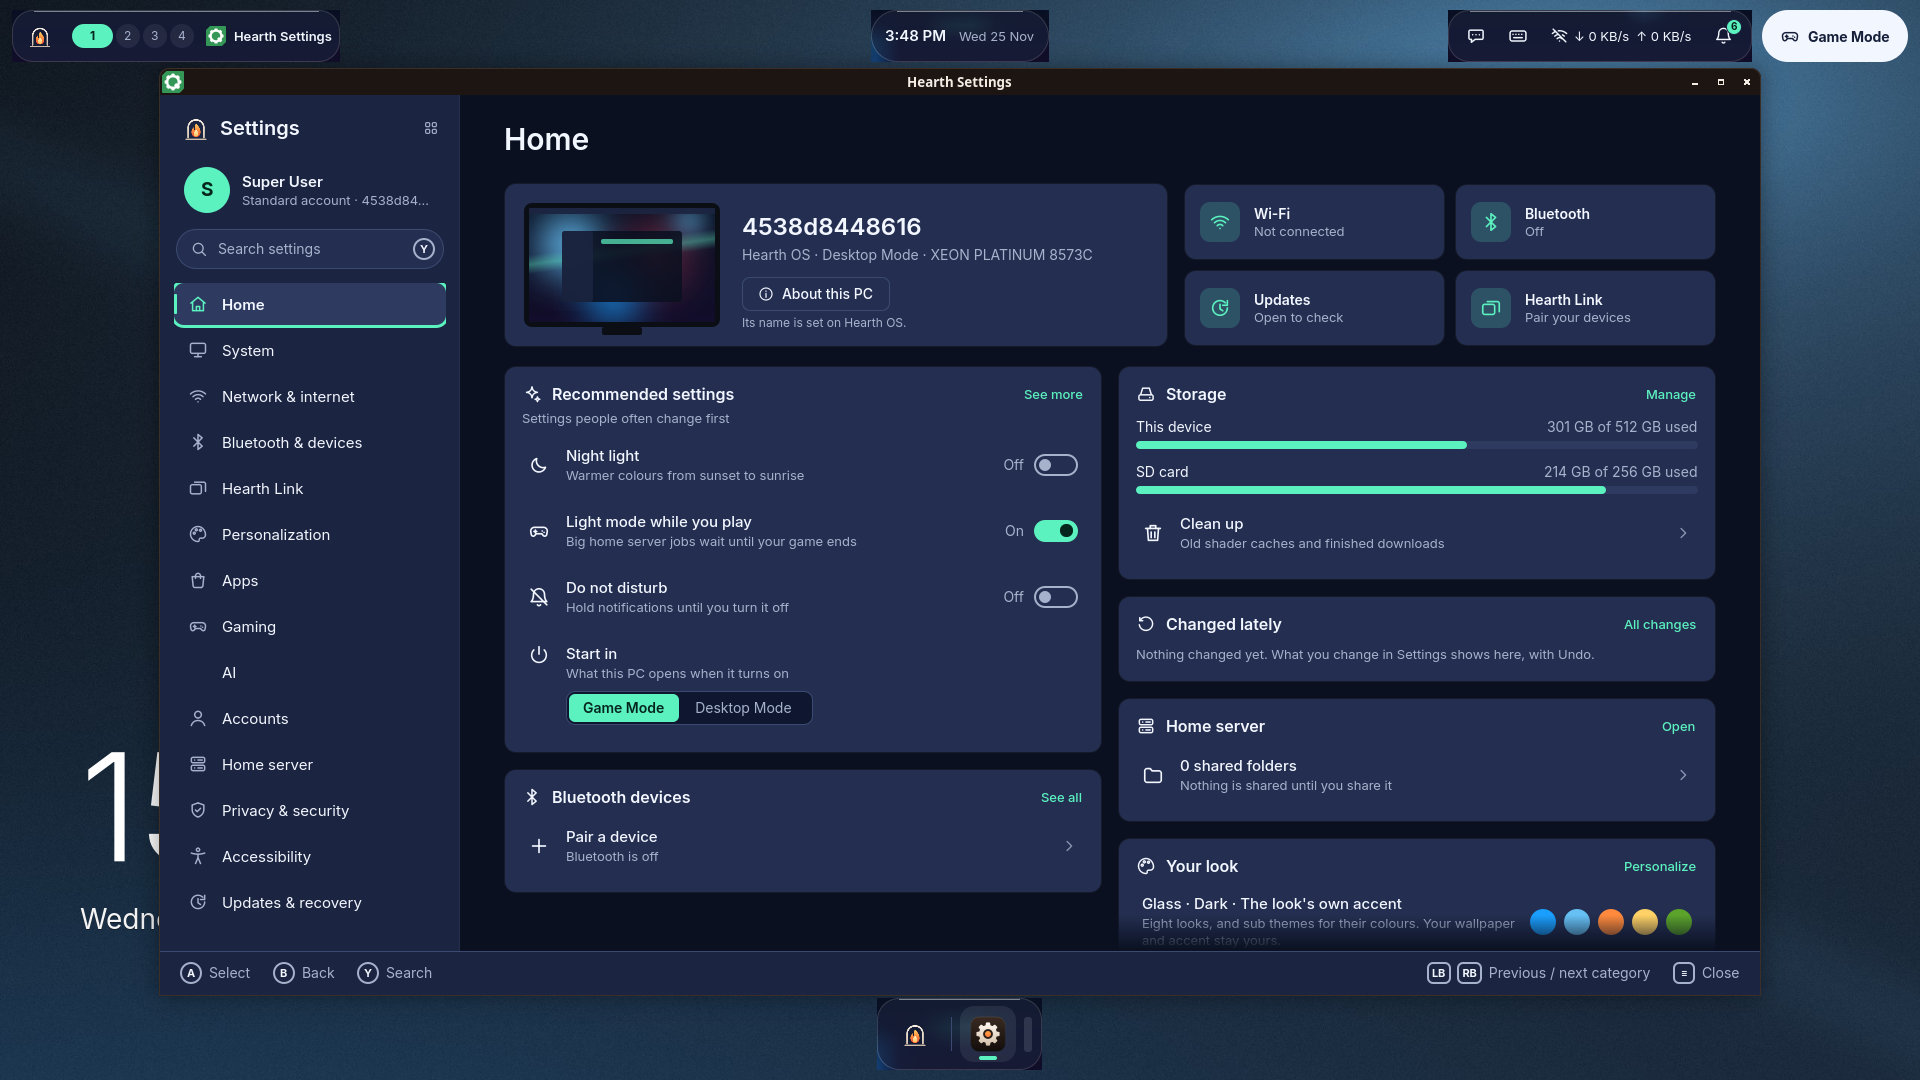 1 2 3 4 Hearth Settings
3:48 PM Wed 25 Nov
↓ 0 KB/s ↑ 0 KB/s 6
Game Mode
Hearth Settings
Settings
S
Super User
Standard account · 4538d84...
Search settings Y
Home
System
Network & internet
Bluetooth & devices
Hearth Link
Personalization
Apps
Gaming
AI
Accounts
Home server
Privacy & security
Accessibility
Updates & recovery
Home
4538d8448616
Hearth OS · Desktop Mode · XEON PLATINUM 8573C
About this PC
Its name is set on Hearth OS.
Wi-Fi
Not connected
Bluetooth
Off
Updates
Open to check
Hearth Link
Pair your devices
Recommended settings See more
Settings people often change first
Night light
Warmer colours from sunset to sunrise
Off
Light mode while you play
Big home server jobs wait until your game ends
On
Do not disturb
Hold notifications until you turn it off
Off
Start in
What this PC opens when it turns on
Game Mode Desktop Mode
Bluetooth devices See all
Pair a device
Bluetooth is off
Storage Manage
This device 301 GB of 512 GB used
SD card 214 GB of 256 GB used
Clean up
Old shader caches and finished downloads
Changed lately All changes
Nothing changed yet. What you change in Settings shows here, with Undo.
Home server Open
0 shared folders
Nothing is shared until you share it
Your look Personalize
Glass · Dark · The look's own accent
Eight looks, and sub themes for their colours. Your wallpaper
and accent stay yours.
15
Wedne
A Select B Back Y Search
LB RB Previous / next category ≡ Close